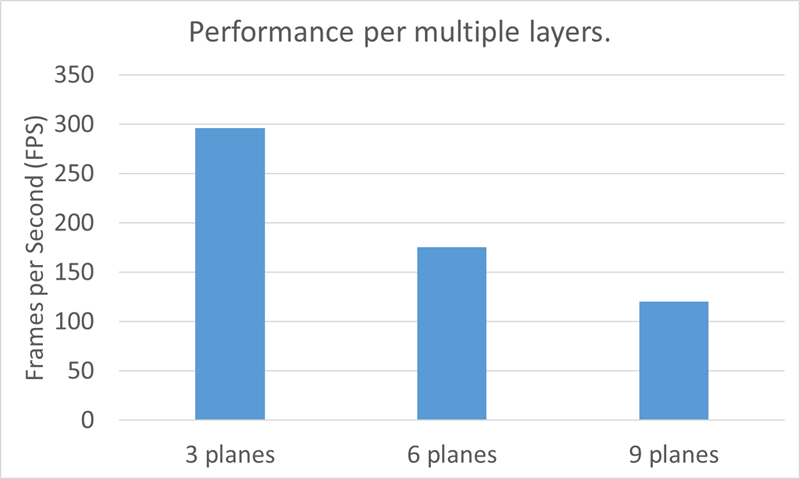 Performance per multiple layers.
Frames per Second (FPS)
350
300
250
200
150
100
50
0
3 planes
6 planes
9 planes